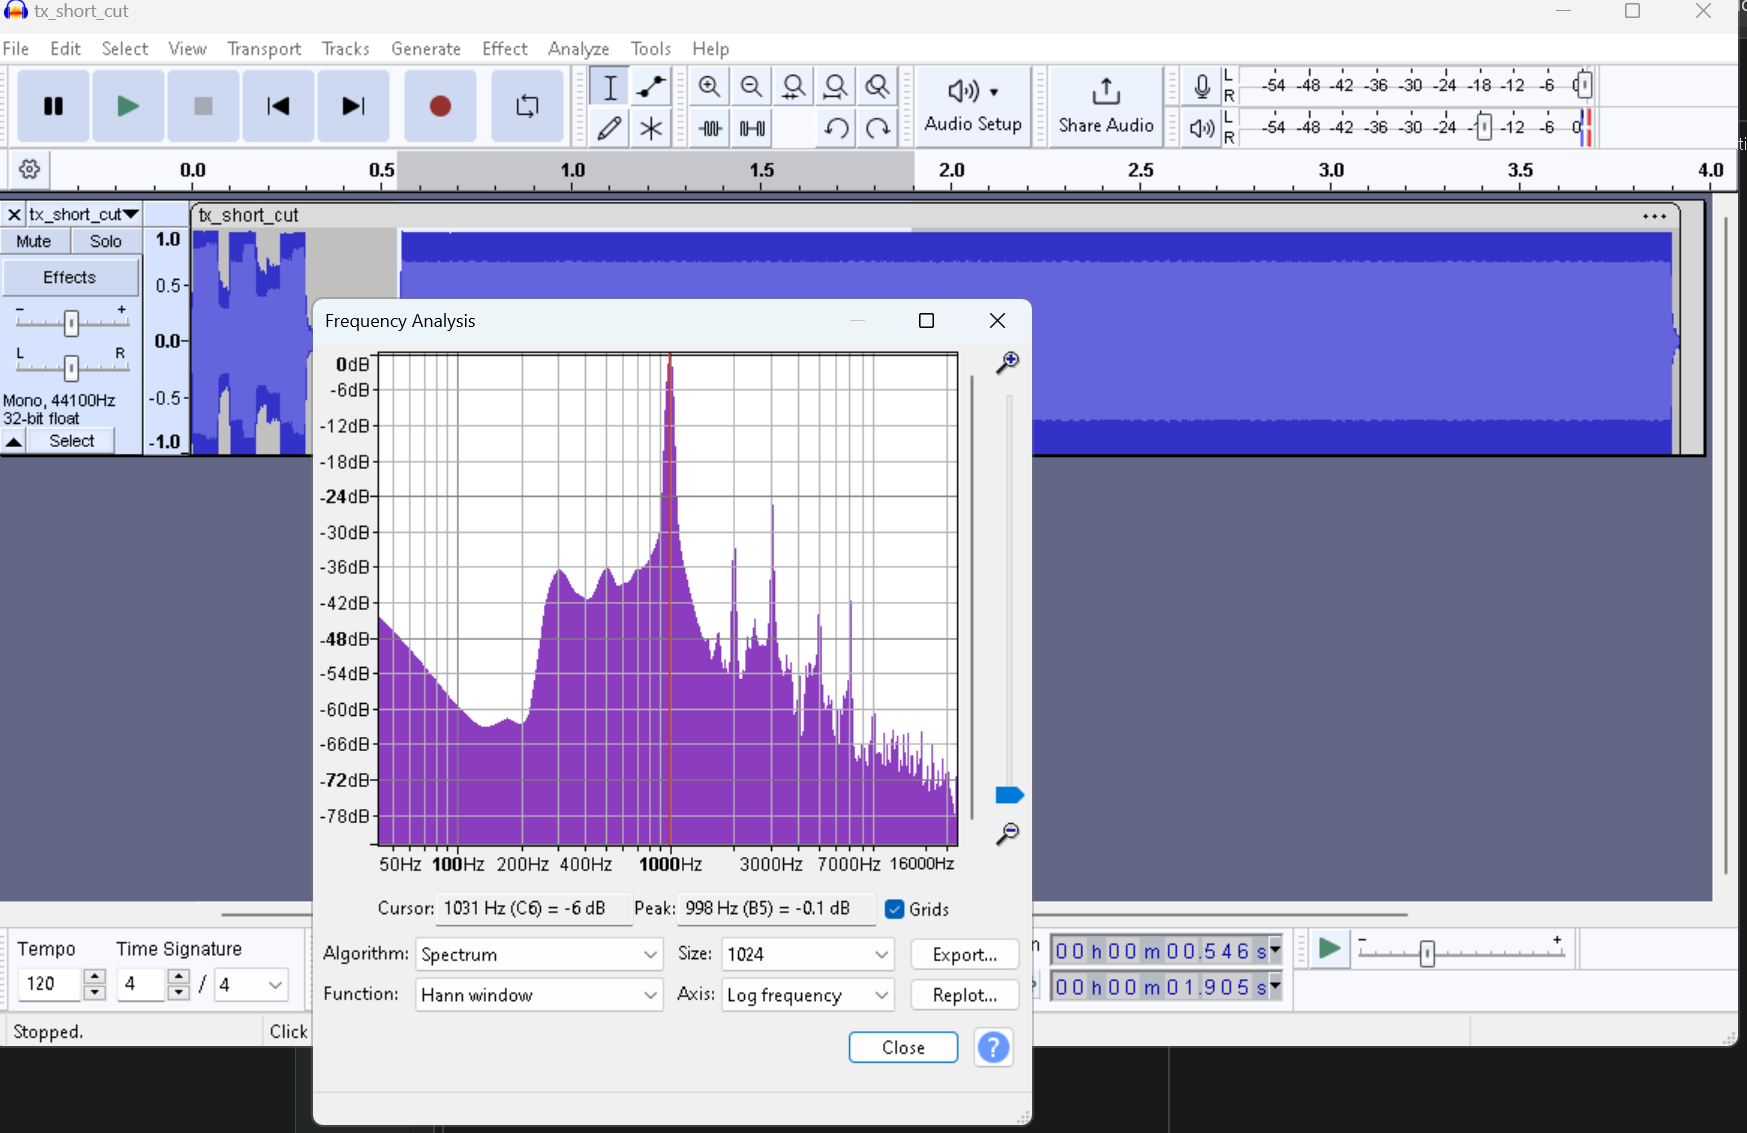 tx_short_cut
File Edit Select View Transport Tracks Generate Effect Analyze Tools Help
Audio Setup
Share Audio
L
R
-54 -48 -42 -36 -30 -24 -18 -12 -6
L
R
-54 -48 -42 -36 -30 -24 -12 -6 0
0.0 0.5 1.0 1.5 2.0 2.5 3.0 3.5 4.0
tx_short_cut
tx_short_cut
Mute Solo
Effects
- +
L R
Mono, 44100Hz
32-bit float
Select
1.0
0.5
0.0
-0.5
-1.0
Frequency Analysis
0dB
-6dB
-12dB
-18dB
-24dB
-30dB
-36dB
-42dB
-48dB
-54dB
-60dB
-66dB
-72dB
-78dB
50Hz 100Hz 200Hz 400Hz 1000Hz 3000Hz 7000Hz 16000Hz
Cursor: 1031 Hz (C6) = -6 dB Peak: 998 Hz (B5) = -0.1 dB Grids
Algorithm: Spectrum Size: 1024 Export...
Function: Hann window Axis: Log frequency Replot...
Close ?
Tempo Time Signature
120 4 / 4
00 h 00 m 00.546 s
00 h 00 m 01.905 s
- +
Stopped.
Click